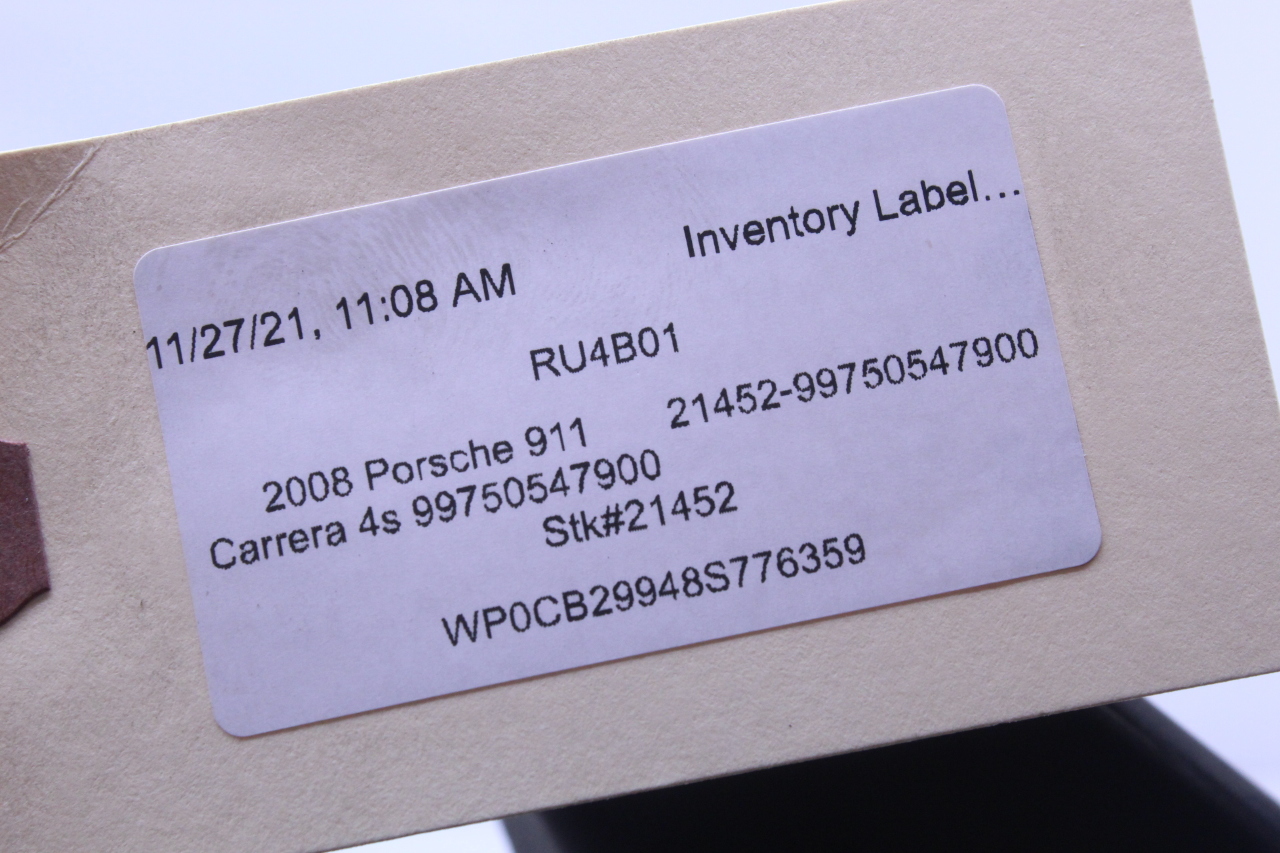 11/27/21, 11:08 AM Inventory Label...
RU4B01
2008 Porsche 911 21452-99750547900
Carrera 4s 99750547900
Stk#21452
WP0CB29948S776359